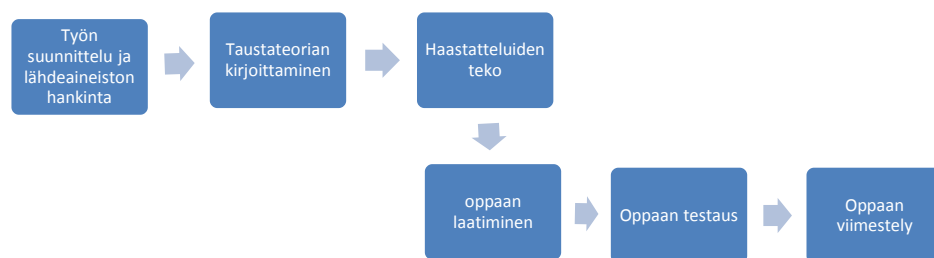 Työn
suunnittelu ja
lähdeaineiston
hankinta
Taustateorian
kirjoittaminen
Haastatteluiden
teko
oppaan
laatiminen
Oppaan testaus
Oppaan
viimestely